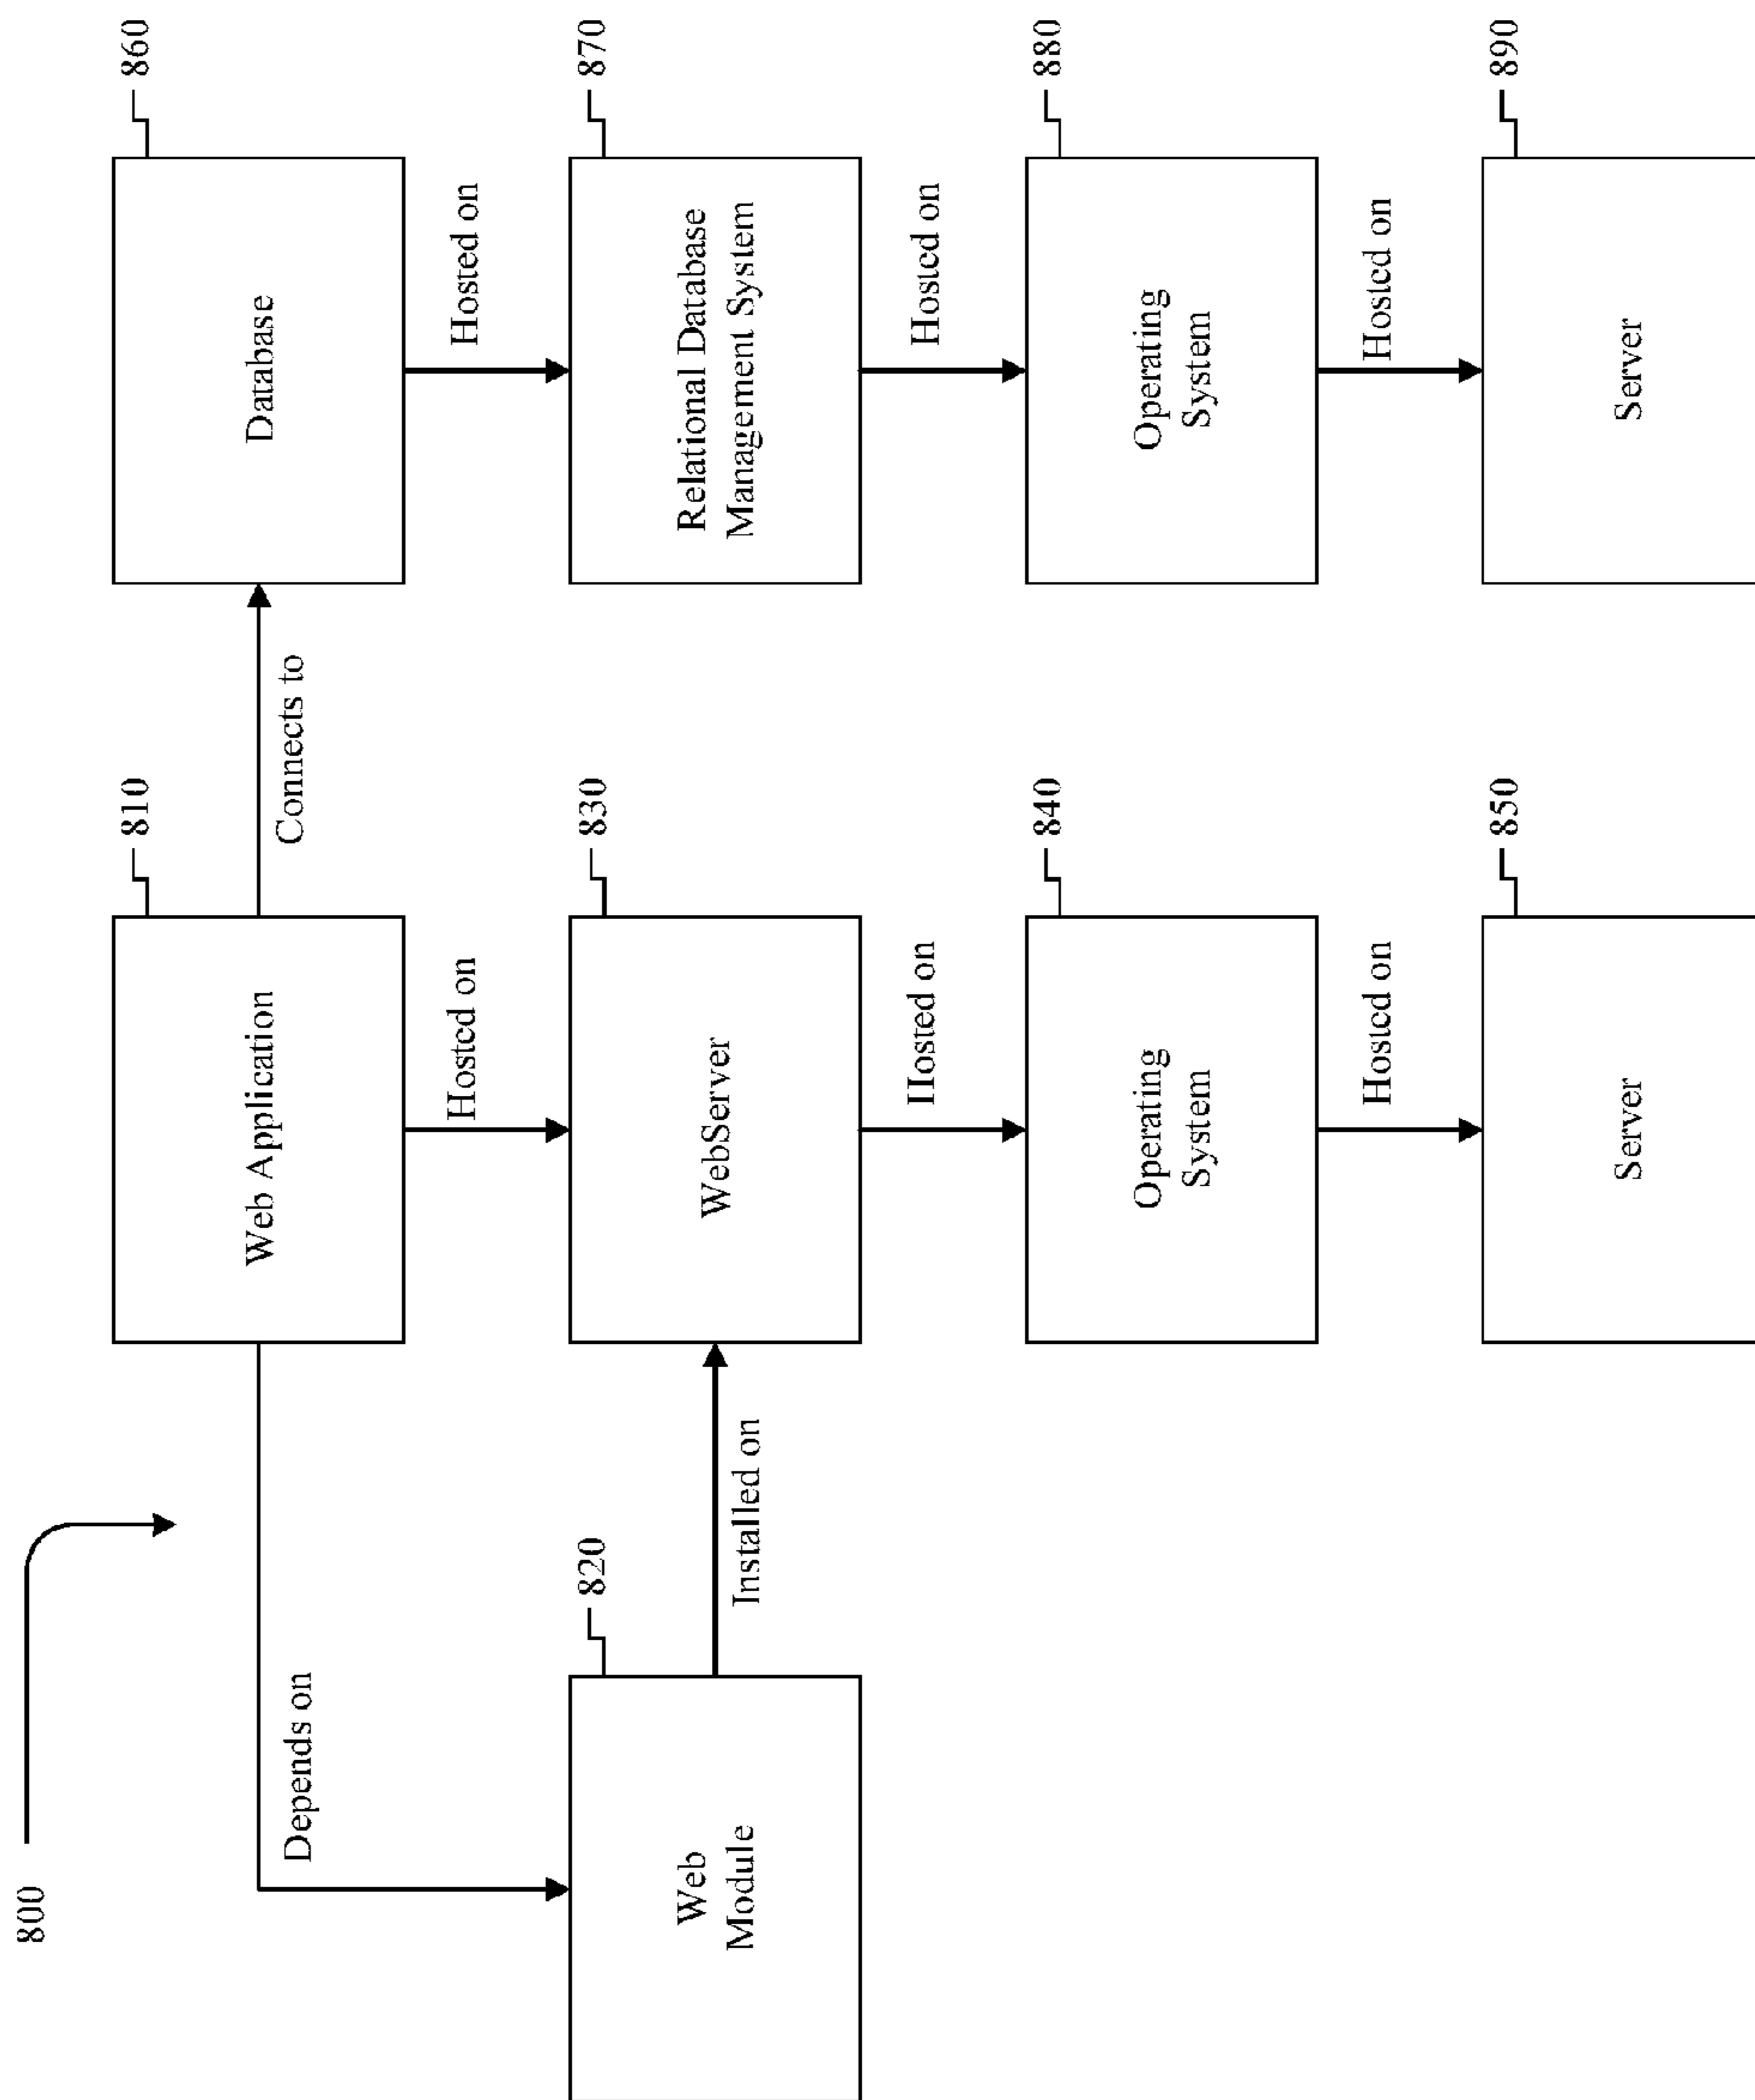 800
810
860
Web Application
Database
Depends on
Connects to
Hosted on
Hosted on
820
830
870
Web
Module
WebServer
Relational Database
Management System
Installed on
Hosted on
Hosted on
840
880
Operating
System
Operating
System
Hosted on
Hosted on
850
890
Server
Server